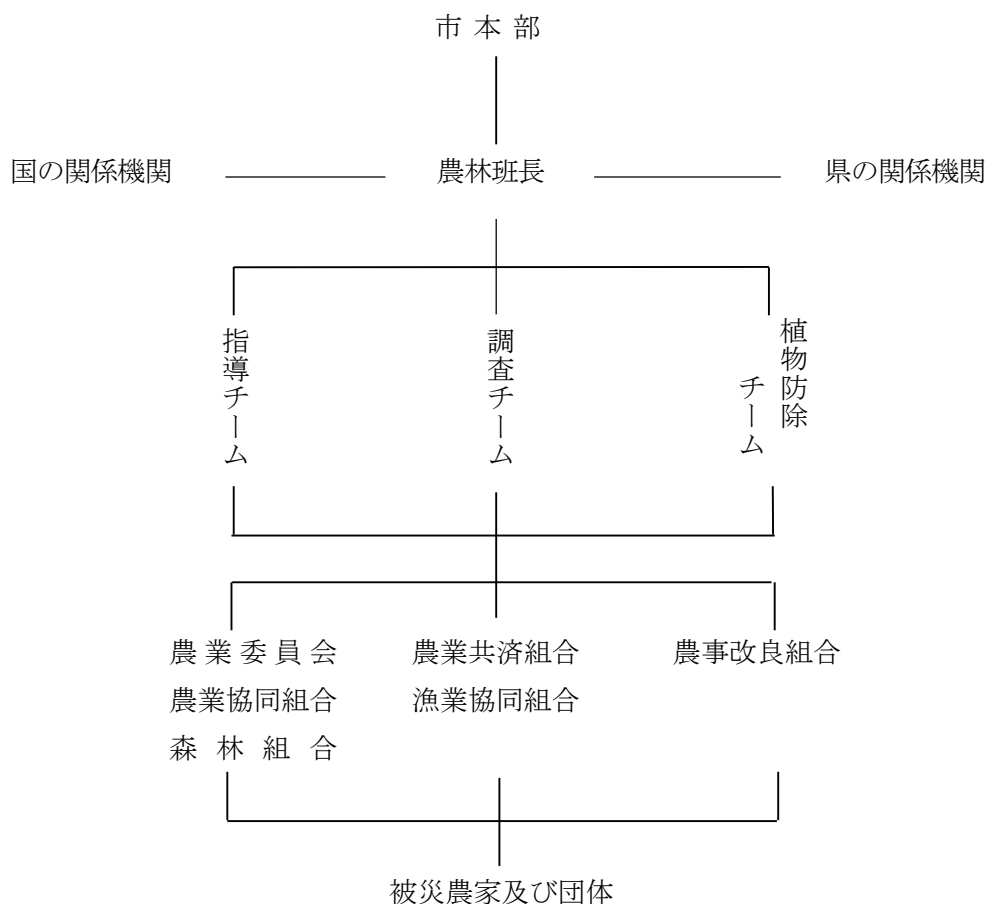 市本部
国の関係機関
農林班長
県の関係機関
指導チーム
調査チーム
植物防除
チーム
農業委員会
農業共済組合
農事改良組合
農業協同組合
漁業協同組合
森林組合
被災農家及び団体